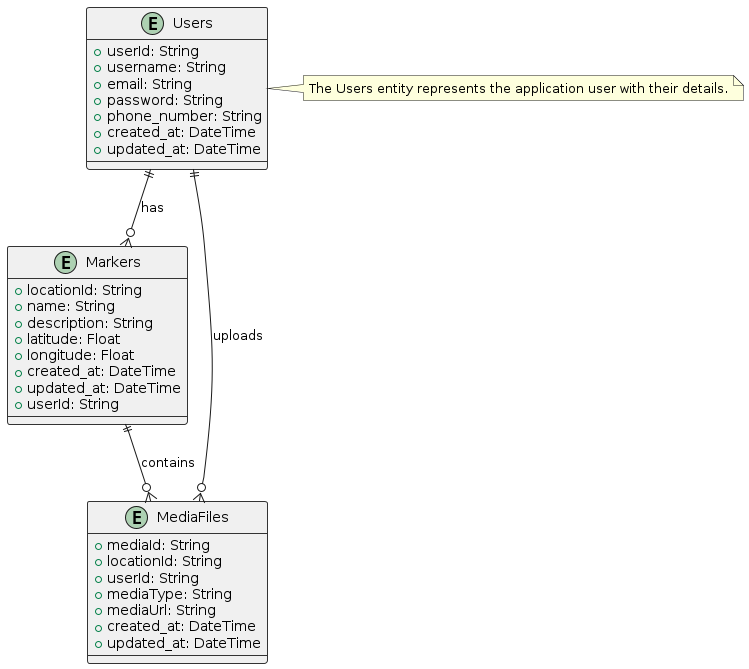 E Users
userId: String
username: String
email: String
password: String
phone_number: String
created_at: DateTime
updated_at: DateTime
The Users entity represents the application user with their details.
has
E Markers
locationId: String
name: String
description: String
latitude: Float
longitude: Float
created_at: DateTime
updated_at: DateTime
userId: String
uploads
contains
E MediaFiles
mediaId: String
locationId: String
userId: String
mediaType: String
mediaUrl: String
created_at: DateTime
updated_at: DateTime